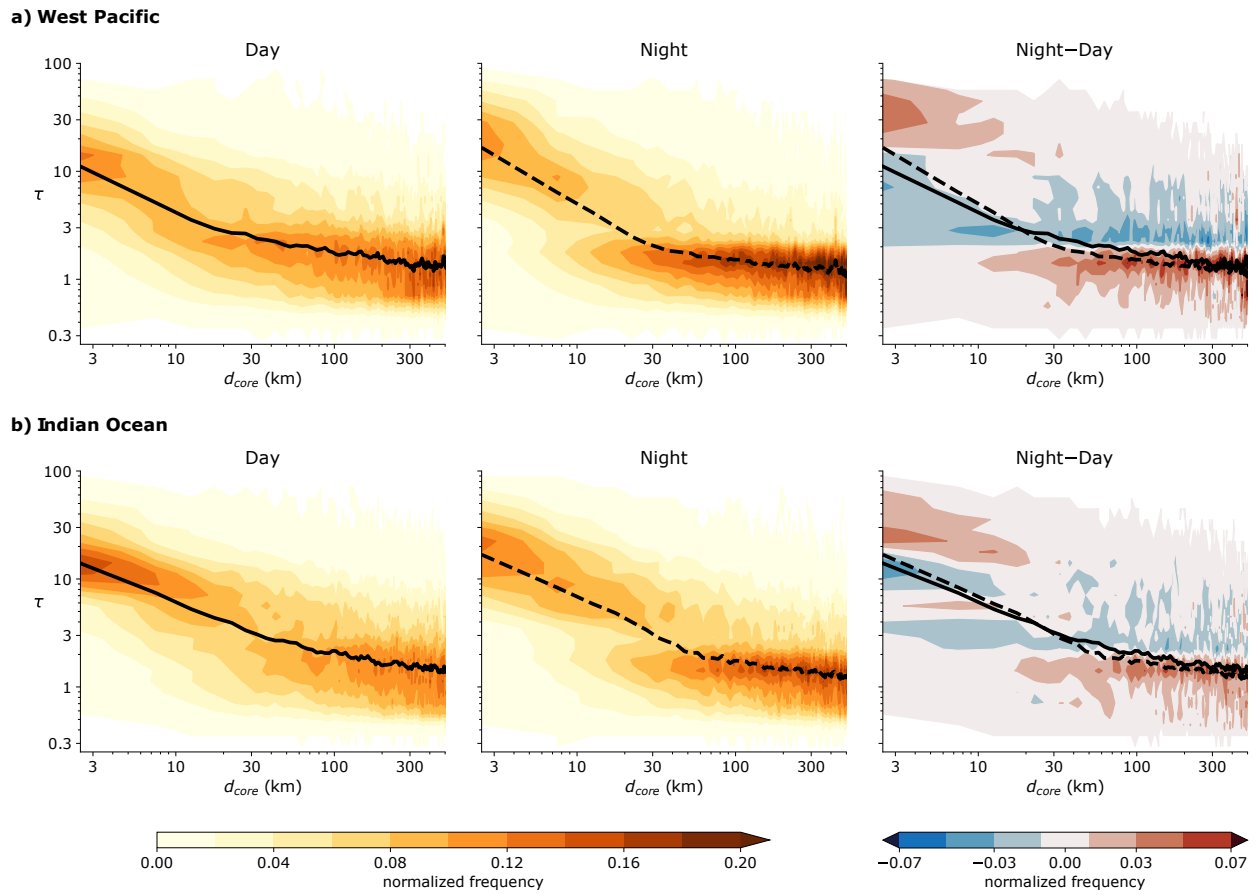 a) West Pacific
Day Night Night−Day
100
30
10
τ
3
1
0.3
3 10 30 100 300 3 10 30 100 300 3 10 30 100 300
d_core (km) d_core (km) d_core (km)
b) Indian Ocean
Day Night Night−Day
100
30
10
τ
3
1
0.3
3 10 30 100 300 3 10 30 100 300 3 10 30 100 300
d_core (km) d_core (km) d_core (km)
0.00 0.04 0.08 0.12 0.16 0.20 −0.07 −0.03 0.00 0.03 0.07
normalized frequency normalized frequency